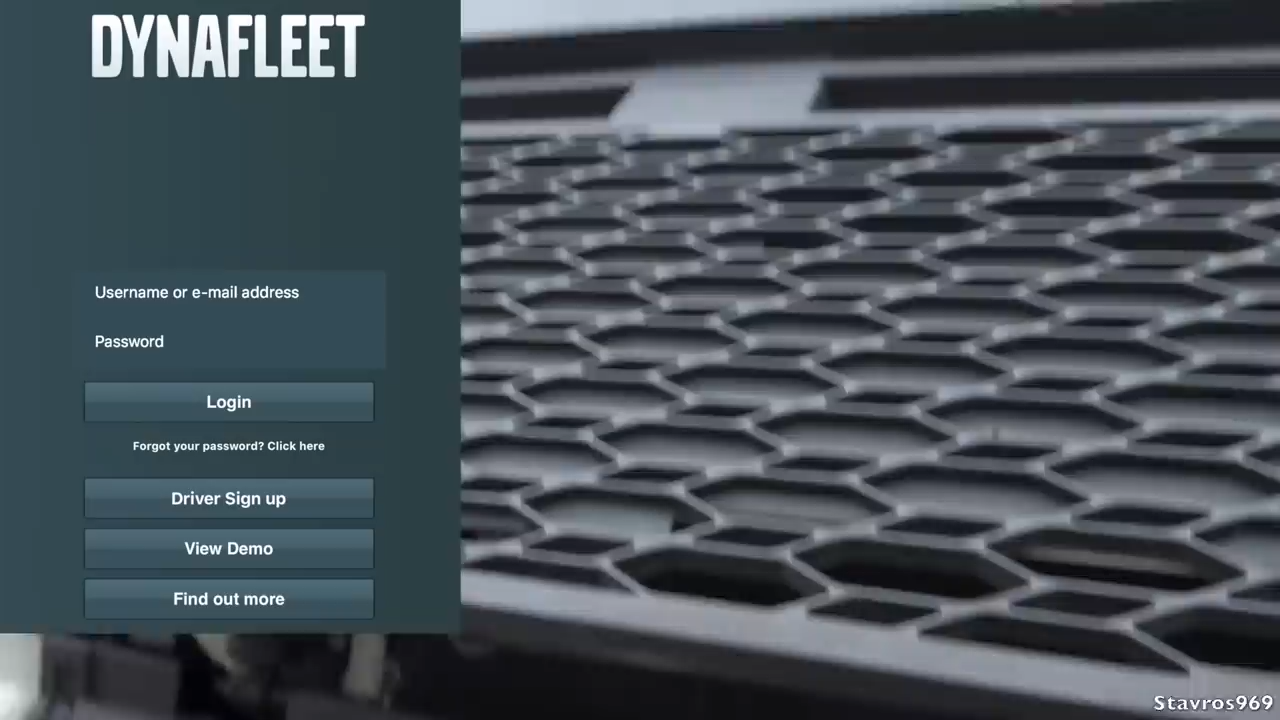 DYNAFLEET
Username or e-mail address
Password
Login
Forgot your password? Click here
Driver Sign up
View Demo
Find out more
Stavros969